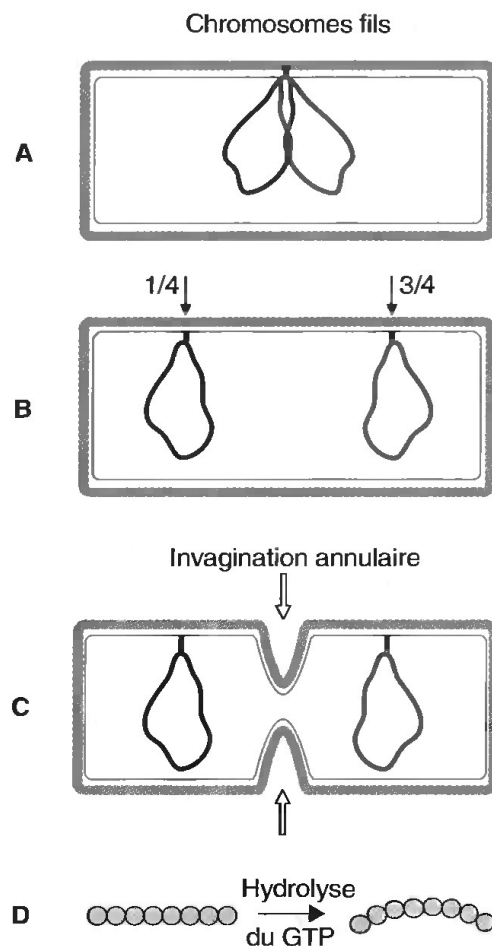 Chromosomes fils
A
1/4 3/4
B
Invagination annulaire
C
D
Hydrolyse
du GTP